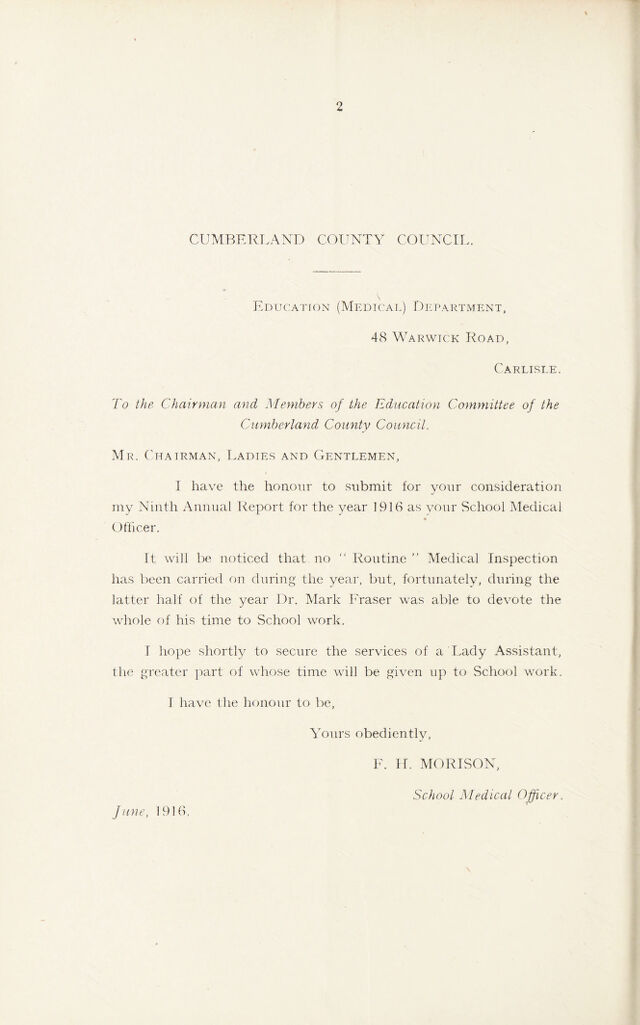 2
CUMBERLAND COUNTY COUNCIL.
Education (Medical) Department,
48 Warwick Road,
Carlisle.
To the Chairman and Members of the Education Committee of the
Cumberland County Council.
Mr. Chairman, Ladies and Gentlemen,
I have the honour to submit for your consideration
my Ninth Annual Report for the year 1916 as your School Medical
Officer.
It will be noticed that no “ Routine ” Medical Inspection
has been carried on during the year, but, fortunately, during the
latter half of the year Dr. Mark Fraser was able to devote the
whole of his time to School work.
I hope shortly to secure the services of a Lady Assistant,
the greater part of whose time will be given up to School work.
I have the honour to be,
Yours obediently,
F. H. MORISON,
School Medical Officer.
June, 1916.